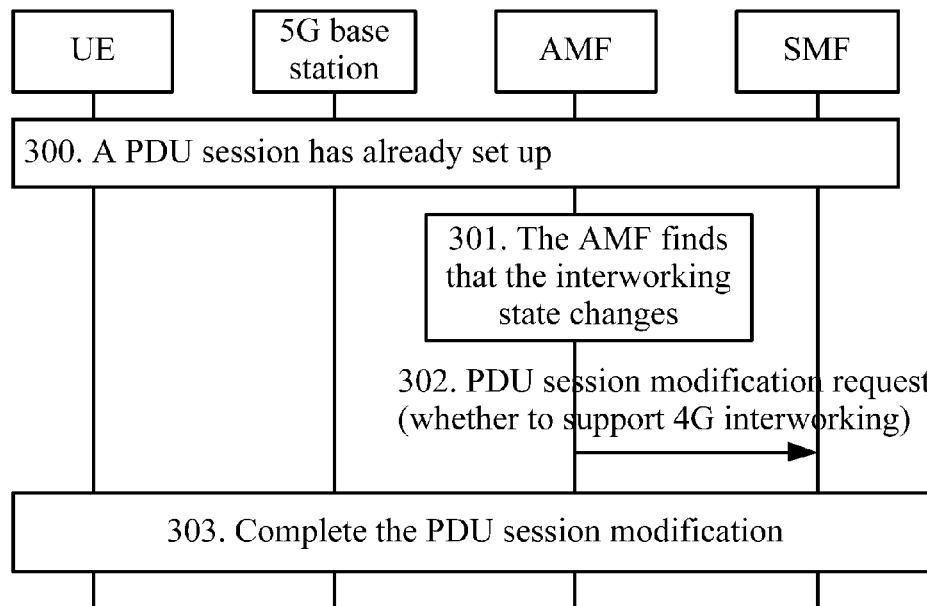 UE
5G base
station
AMF
SMF
300. A PDU session has already set up
301. The AMF finds
that the interworking
state changes
302. PDU session modification request
(whether to support 4G interworking)
303. Complete the PDU session modification